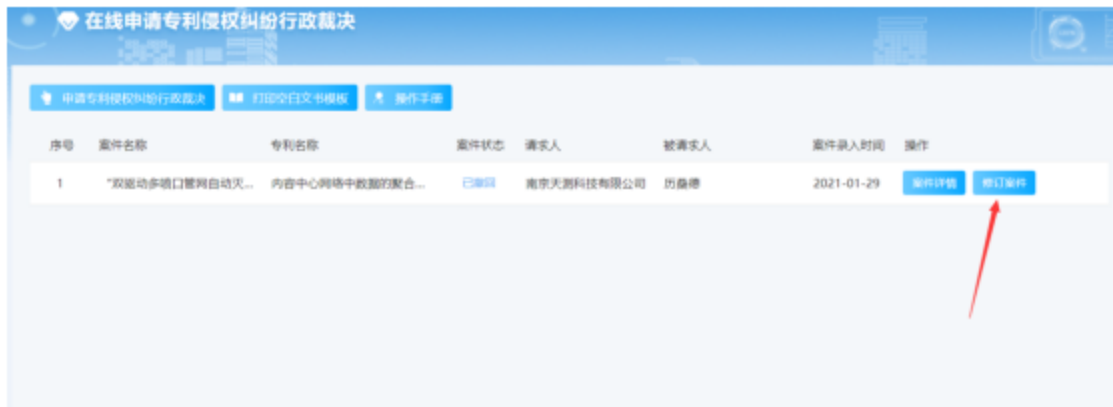 在线申请专利侵权纠纷行政裁决
申请专利侵权纠纷行政裁决 打印空白文书模板 操作手册
序号 案件名称 专利名称 案件状态 请求人 被请求人 案件录入时间 操作
1 “双驱动多喷口管网自动灭... 内容中心网络中数据的聚合... 已撤回 南京天测科技有限公司 历叠德 2021-01-29 案件详情 修订案件